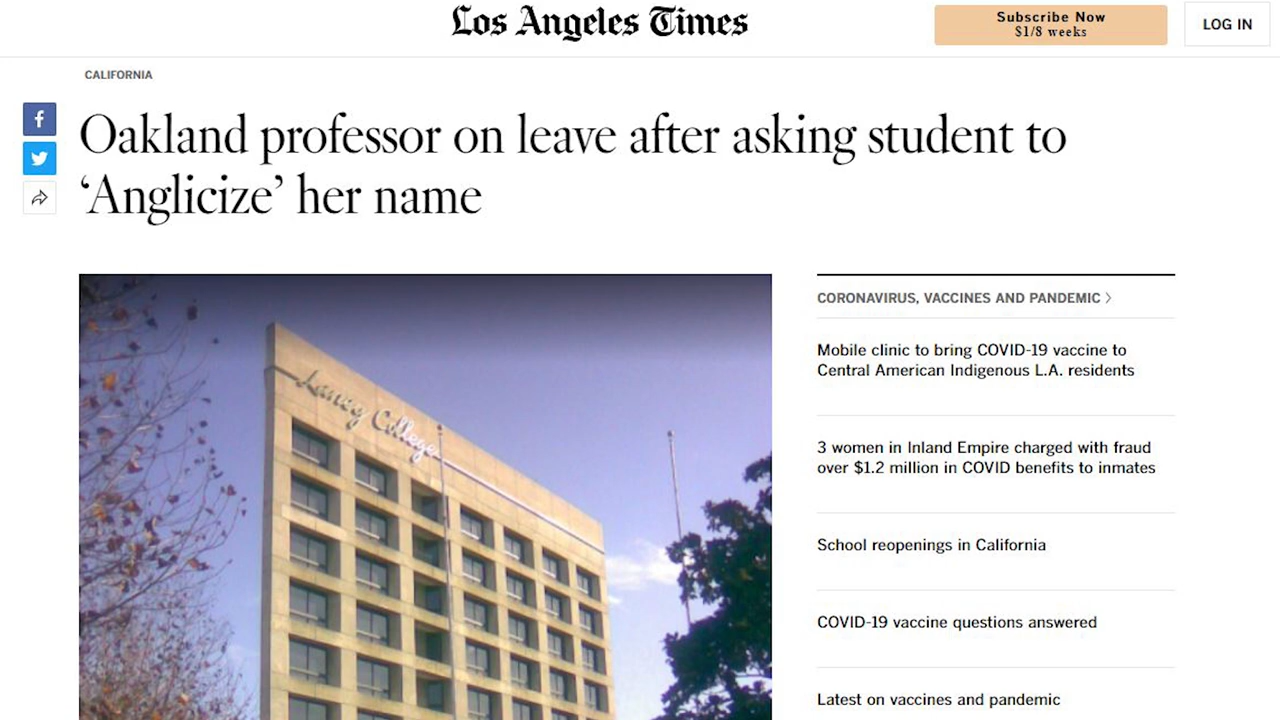 Los Angeles Times
Subscribe Now
$1/8 weeks
LOG IN
CALIFORNIA
Oakland professor on leave after asking student to
‘Anglicize’ her name
Laney College
CORONAVIRUS, VACCINES AND PANDEMIC >
Mobile clinic to bring COVID-19 vaccine to
Central American Indigenous L.A. residents
3 women in Inland Empire charged with fraud
over $1.2 million in COVID benefits to inmates
School reopenings in California
COVID-19 vaccine questions answered
Latest on vaccines and pandemic